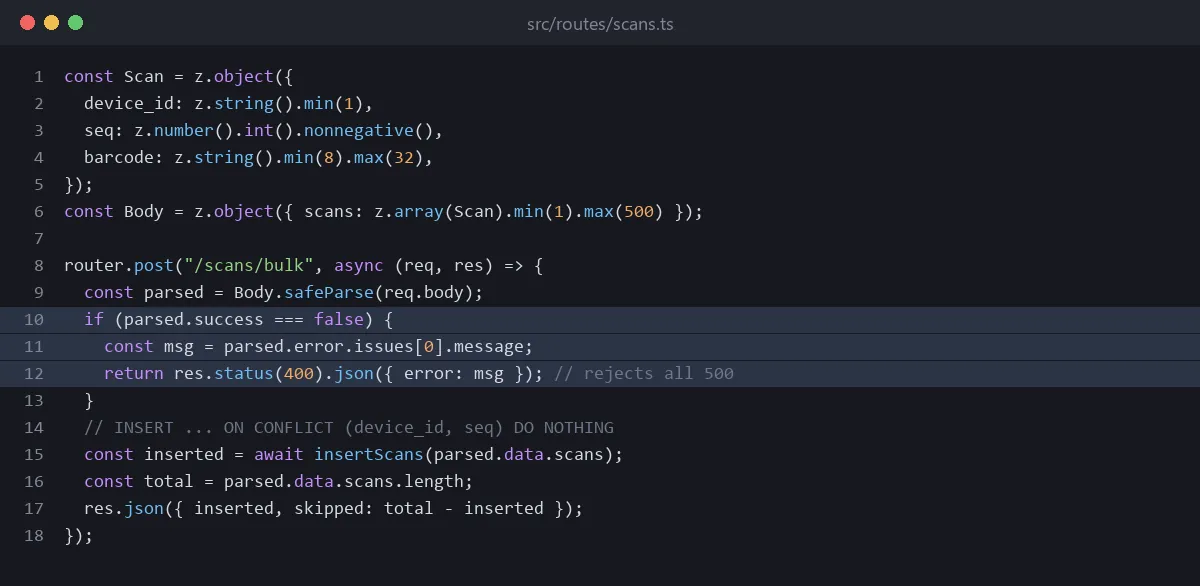 src/routes/scans.ts
1 const Scan = z.object({
2   device_id: z.string().min(1),
3   seq: z.number().int().nonnegative(),
4   barcode: z.string().min(8).max(32),
5 });
6 const Body = z.object({ scans: z.array(Scan).min(1).max(500) });
7
8 router.post("/scans/bulk", async (req, res) => {
9   const parsed = Body.safeParse(req.body);
10   if (parsed.success === false) {
11     const msg = parsed.error.issues[0].message;
12     return res.status(400).json({ error: msg }); // rejects all 500
13   }
14   // INSERT ... ON CONFLICT (device_id, seq) DO NOTHING
15   const inserted = await insertScans(parsed.data.scans);
16   const total = parsed.data.scans.length;
17   res.json({ inserted, skipped: total - inserted });
18 });